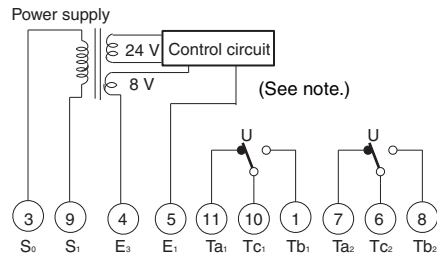 Power supply
24 V
Control circuit
8 V
(See note.)
U
U
3 9 4 5 11 10 1 7 6 8
S0 S1 E3 E1 Ta1 Tc1 Tb1 Ta2 Tc2 Tb2